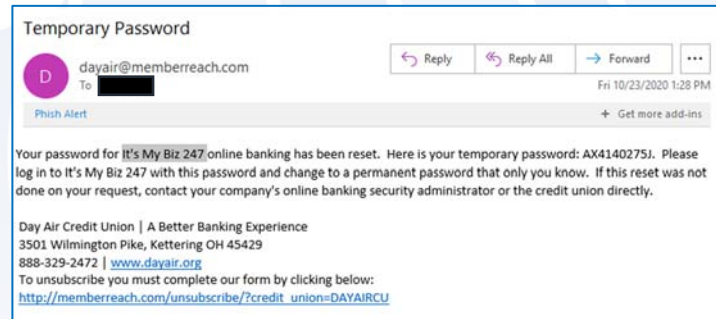 Temporary Password
D
dayair@memberreach.com
To
Reply
Reply All
Forward
...
Fri 10/23/2020 1:28 PM
Phish Alert
+ Get more add-ins
Your password for It's My Biz 247 online banking has been reset. Here is your temporary password: AX4140275J. Please
log in to It's My Biz 247 with this password and change to a permanent password that only you know. If this reset was not
done on your request, contact your company's online banking security administrator or the credit union directly.
Day Air Credit Union | A Better Banking Experience
3501 Wilmington Pike, Kettering OH 45429
888-329-2472 | www.dayair.org
To unsubscribe you must complete our form by clicking below:
http://memberreach.com/unsubscribe/?credit_union=DAYAIRCU